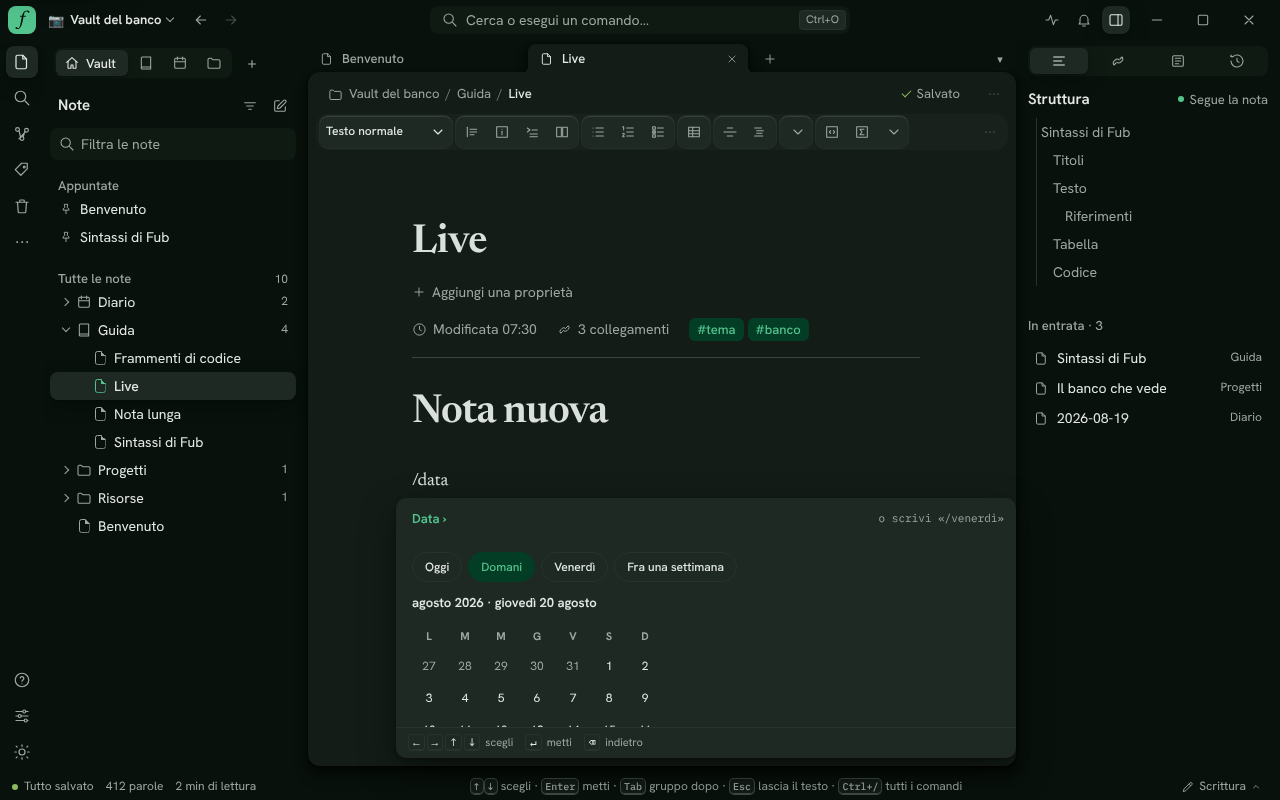 Vault del banco
Cerca o esegui un comando...
Ctrl+O
Vault
Note
Filtra le note
Appuntate
Benvenuto
Sintassi di Fub
Tutte le note 10
Diario 2
Guida 4
Frammenti di codice
Live
Nota lunga
Sintassi di Fub
Progetti 1
Risorse 1
Benvenuto
Benvenuto
Live
Vault del banco / Guida / Live
Salvato
Testo normale
Live
Aggiungi una proprietà
Modificata 07:30
3 collegamenti
#tema #banco
Nota nuova
/data
Data ›
o scrivi «/venerdì»
Oggi Domani Venerdì Fra una settimana
agosto 2026 · giovedì 20 agosto
L M M G V S D
27 28 29 30 31 1 2
3 4 5 6 7 8 9
← → ↑ ↓ scegli ↵ metti ⌫ indietro
Struttura
Segue la nota
Sintassi di Fub
Titoli
Testo
Riferimenti
Tabella
Codice
In entrata · 3
Sintassi di Fub Guida
Il banco che vede Progetti
2026-08-19 Diario
Tutto salvato 412 parole 2 min di lettura
↑ ↓ scegli · Enter metti · Tab gruppo dopo · Esc lascia il testo · Ctrl+/ tutti i comandi
Scrittura